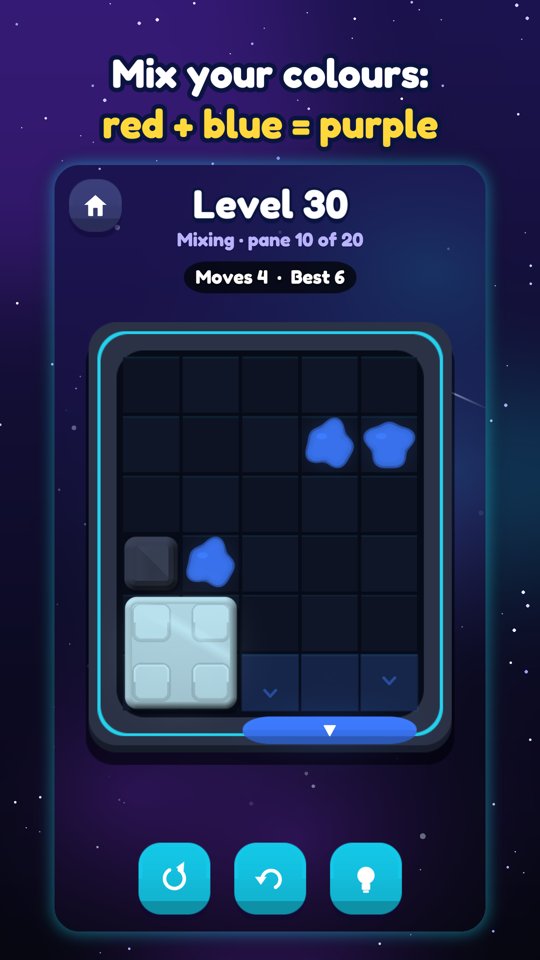 Mix your colours:
red + blue = purple
Level 30
Mixing · pane 10 of 20
Moves 4 · Best 6